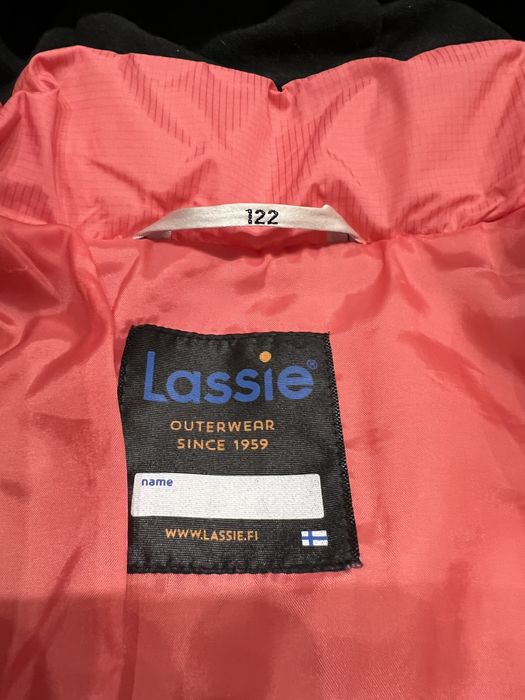 122
Lassie®
OUTERWEAR
SINCE 1959
name
WWW.LASSIE.FI